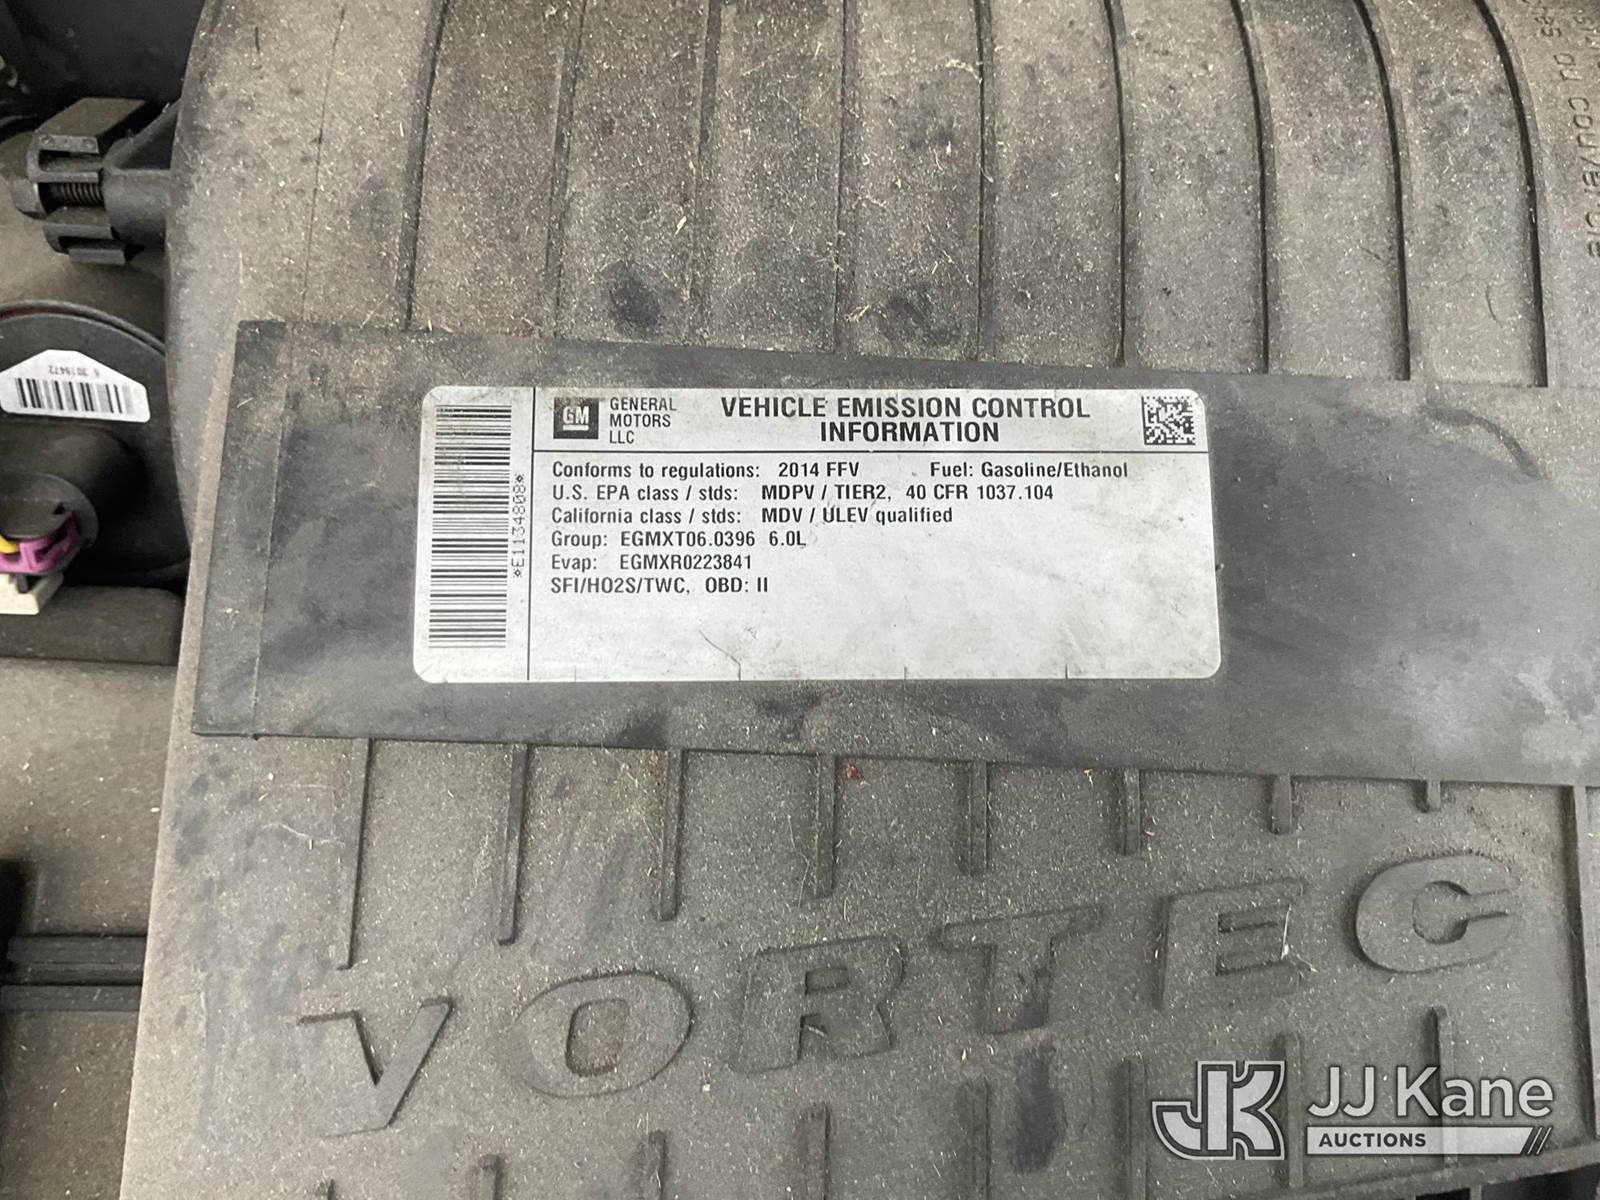 GM
GENERAL
MOTORS
LLC
VEHICLE EMISSION CONTROL
INFORMATION
Conforms to regulations: 2014 FFV Fuel: Gasoline/Ethanol
U.S. EPA class / stds: MDPV / TIER2, 40 CFR 1037.104
California class / stds: MDV / ULEV qualified
Group: EGMXT06.0396 6.0L
Evap: EGMXR0223841
SFI/HO2S/TWC, OBD: II
*E1134808*
VORTEC
JK JJ Kane
AUCTIONS